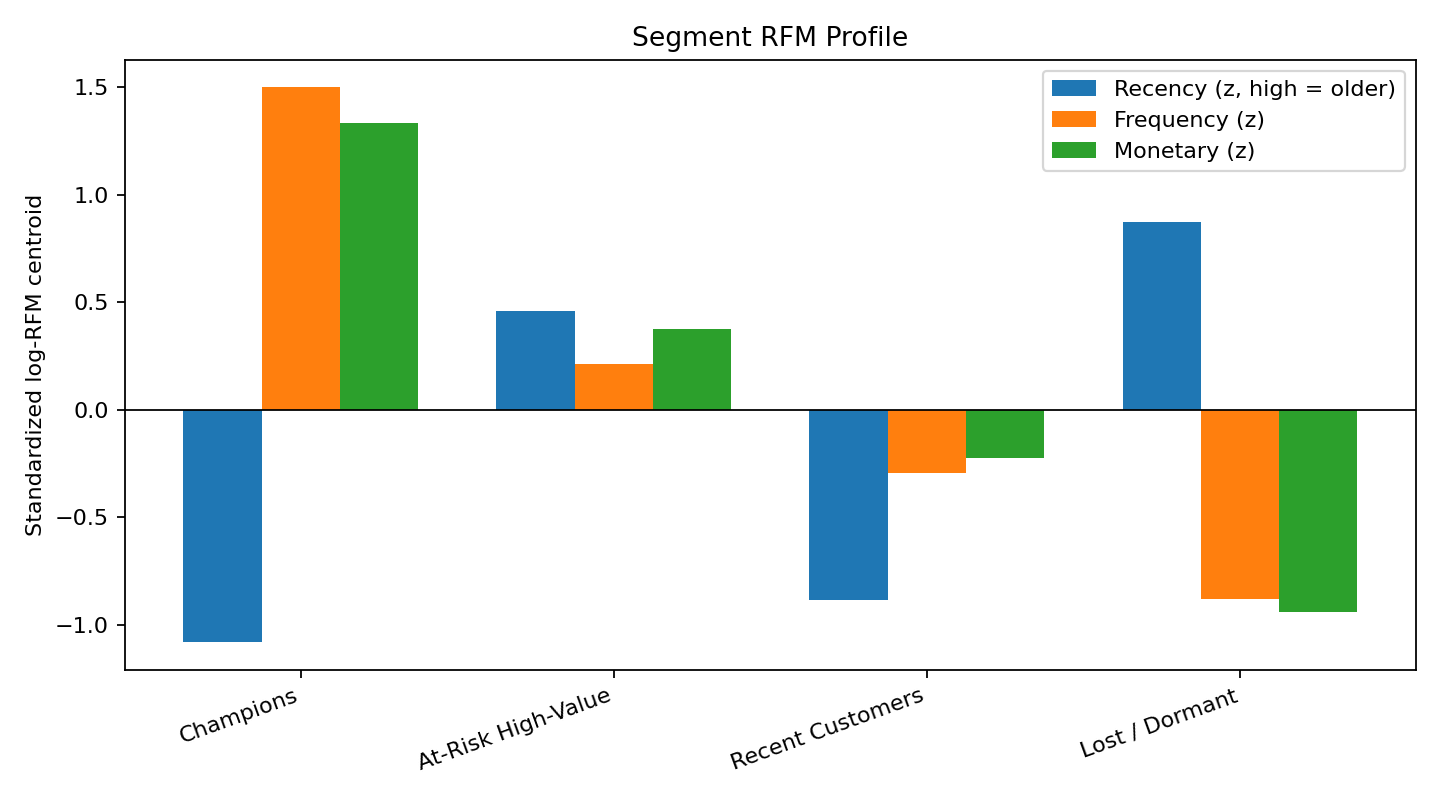 Segment RFM Profile
Recency (z, high = older)
Frequency (z)
Monetary (z)
Standardized log-RFM centroid
1.5
1.0
0.5
0.0
−0.5
−1.0
Champions
At-Risk High-Value
Recent Customers
Lost / Dormant